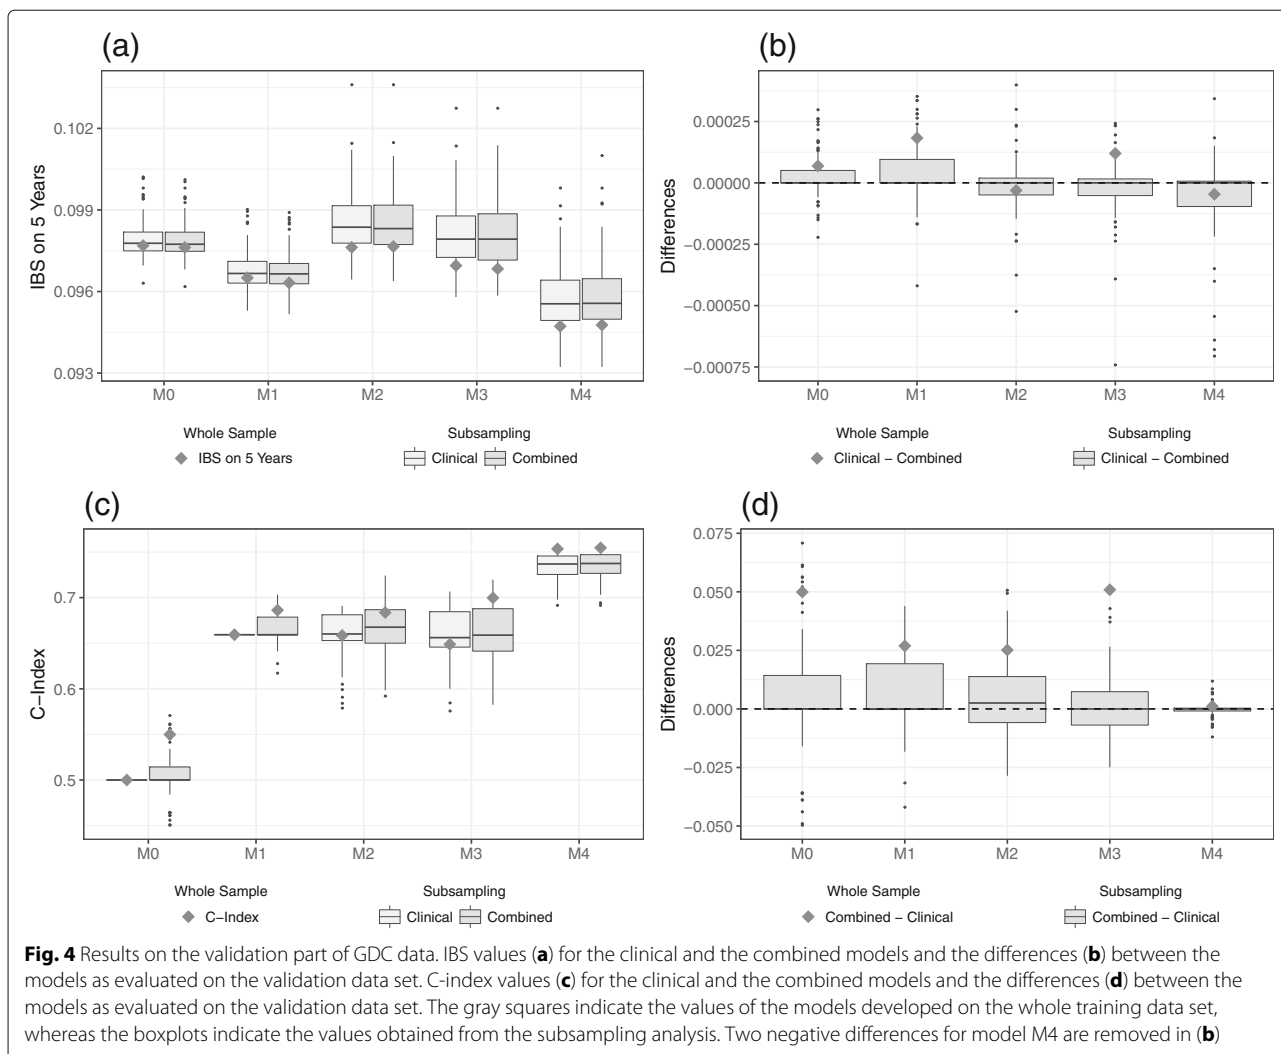 (a)
0.102
0.099
0.096
0.093
IBS on 5 Years
M0 M1 M2 M3 M4
Whole Sample Subsampling
IBS on 5 Years Clinical Combined
(b)
0.00025
0.00000
−0.00025
−0.00050
−0.00075
Differences
M0 M1 M2 M3 M4
Whole Sample Subsampling
Clinical − Combined Clinical − Combined
(c)
0.7
0.6
0.5
C−Index
M0 M1 M2 M3 M4
Whole Sample Subsampling
C−Index Clinical Combined
(d)
0.075
0.050
0.025
0.000
−0.025
−0.050
Differences
M0 M1 M2 M3 M4
Whole Sample Subsampling
Combined − Clinical Combined − Clinical
Fig. 4 Results on the validation part of GDC data. IBS values (a) for the clinical and the combined models and the differences (b) between the
models as evaluated on the validation data set. C-index values (c) for the clinical and the combined models and the differences (d) between the
models as evaluated on the validation data set. The gray squares indicate the values of the models developed on the whole training data set,
whereas the boxplots indicate the values obtained from the subsampling analysis. Two negative differences for model M4 are removed in (b)